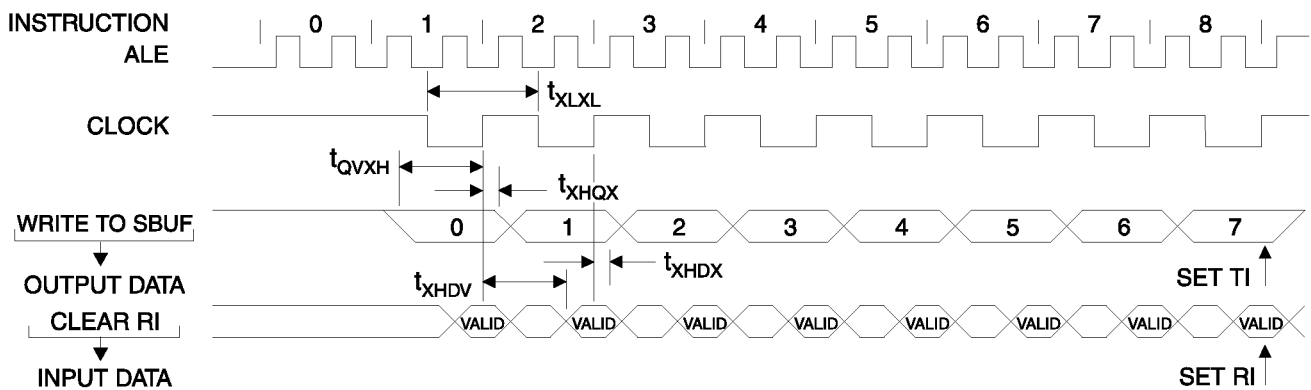 INSTRUCTION 0 1 2 3 4 5 6 7 8
ALE
tXLXL
CLOCK
tQVXH
tXHQX
WRITE TO SBUF 0 1 2 3 4 5 6 7
tXHDX
OUTPUT DATA
tXHDV
SET TI
CLEAR RI VALID VALID VALID VALID VALID VALID VALID VALID
INPUT DATA
SET RI